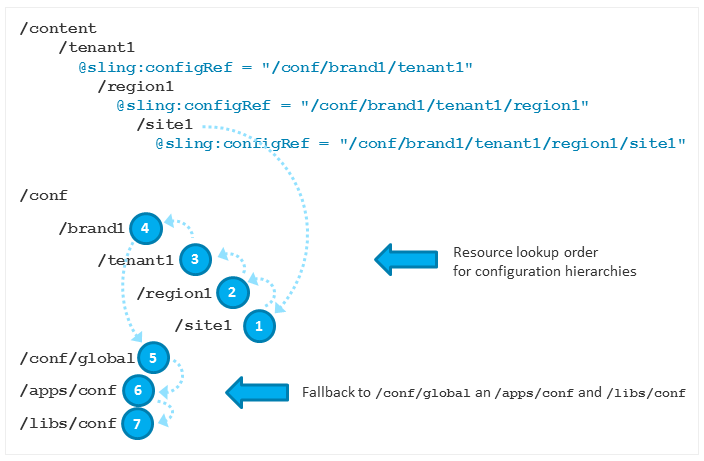 /content
/tenant1
@sling:configRef = "/conf/brand1/tenant1"
/region1
@sling:configRef = "/conf/brand1/tenant1/region1"
/site1
@sling:configRef = "/conf/brand1/tenant1/region1/site1"
/conf
/brand1 4
/tenant1 3
/region1 2
/site1 1
Resource lookup order
for configuration hierarchies
/conf/global 5
/apps/conf 6
/libs/conf 7
Fallback to /conf/global an /apps/conf and /libs/conf